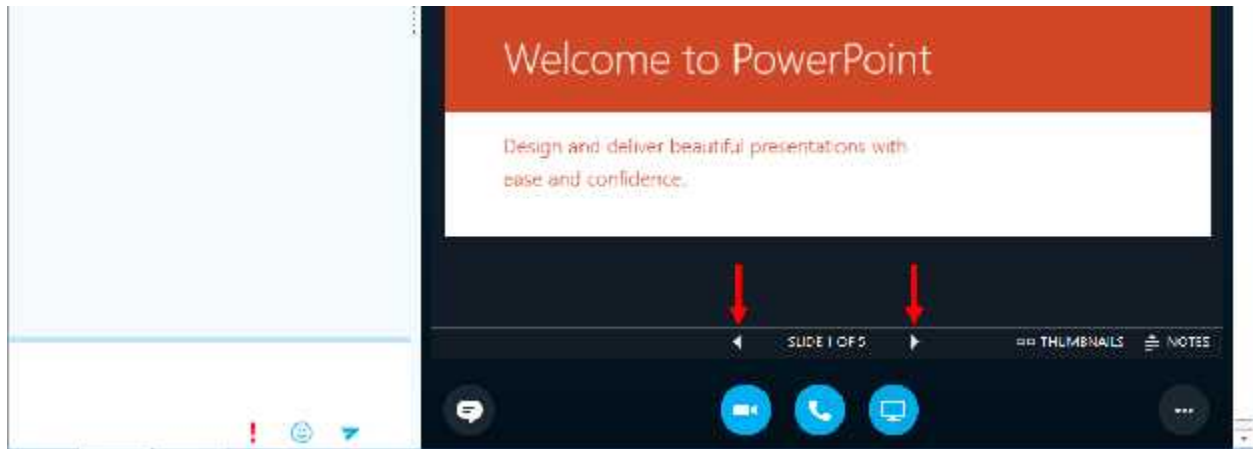 Welcome to PowerPoint
Design and deliver beautiful presentations with
ease and confidence.
SLIDE 1 OF 5
THUMBNAILS
NOTES